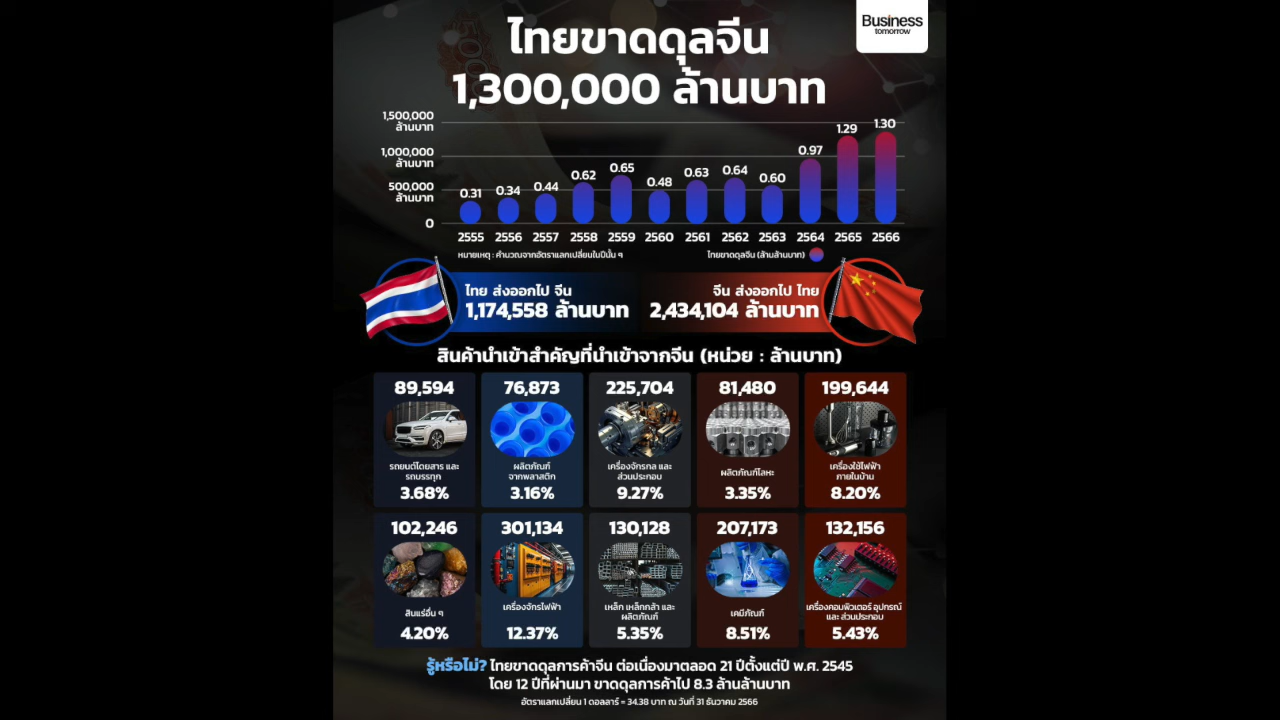 Business
tomorrow
ไทยขาดดุลจีน
1,300,000 ล้านบาท
1,500,000
ล้านบาท
1,000,000
ล้านบาท
500,000
ล้านบาท
0
0.31 0.34 0.44 0.62 0.65 0.48 0.63 0.64 0.60 0.97 1.29 1.30
2555 2556 2557 2558 2559 2560 2561 2562 2563 2564 2565 2566
หมายเหตุ : คำนวณจากอัตราแลกเปลี่ยนในปีนั้น ๆ
ไทยขาดดุลจีน (ล้านล้านบาท)
ไทย ส่งออกไป จีน
1,174,558 ล้านบาท
จีน ส่งออกไป ไทย
2,434,104 ล้านบาท
สินค้านำเข้าสำคัญที่นำเข้าจากจีน (หน่วย : ล้านบาท)
89,594
รถยนต์โดยสาร และ
รถบรรทุก
3.68%
76,873
ผลิตภัณฑ์
จากพลาสติก
3.16%
225,704
เครื่องจักรกล และ
ส่วนประกอบ
9.27%
81,480
ผลิตภัณฑ์โลหะ
3.35%
199,644
เครื่องใช้ไฟฟ้า
ภายในบ้าน
8.20%
102,246
สินแร่อื่น ๆ
4.20%
301,134
เครื่องจักรไฟฟ้า
12.37%
130,128
เหล็ก เหล็กกล้า และ
ผลิตภัณฑ์
5.35%
207,173
เคมีภัณฑ์
8.51%
132,156
เครื่องคอมพิวเตอร์ อุปกรณ์
และ ส่วนประกอบ
5.43%
รู้หรือไม่? ไทยขาดดุลการค้าจีน ต่อเนื่องมาตลอด 21 ปีตั้งแต่ปี พ.ศ. 2545
โดย 12 ปีที่ผ่านมา ขาดดุลการค้าไป 8.3 ล้านล้านบาท
อัตราแลกเปลี่ยน 1 ดอลลาร์ = 34.38 บาท ณ วันที่ 31 ธันวาคม 2566